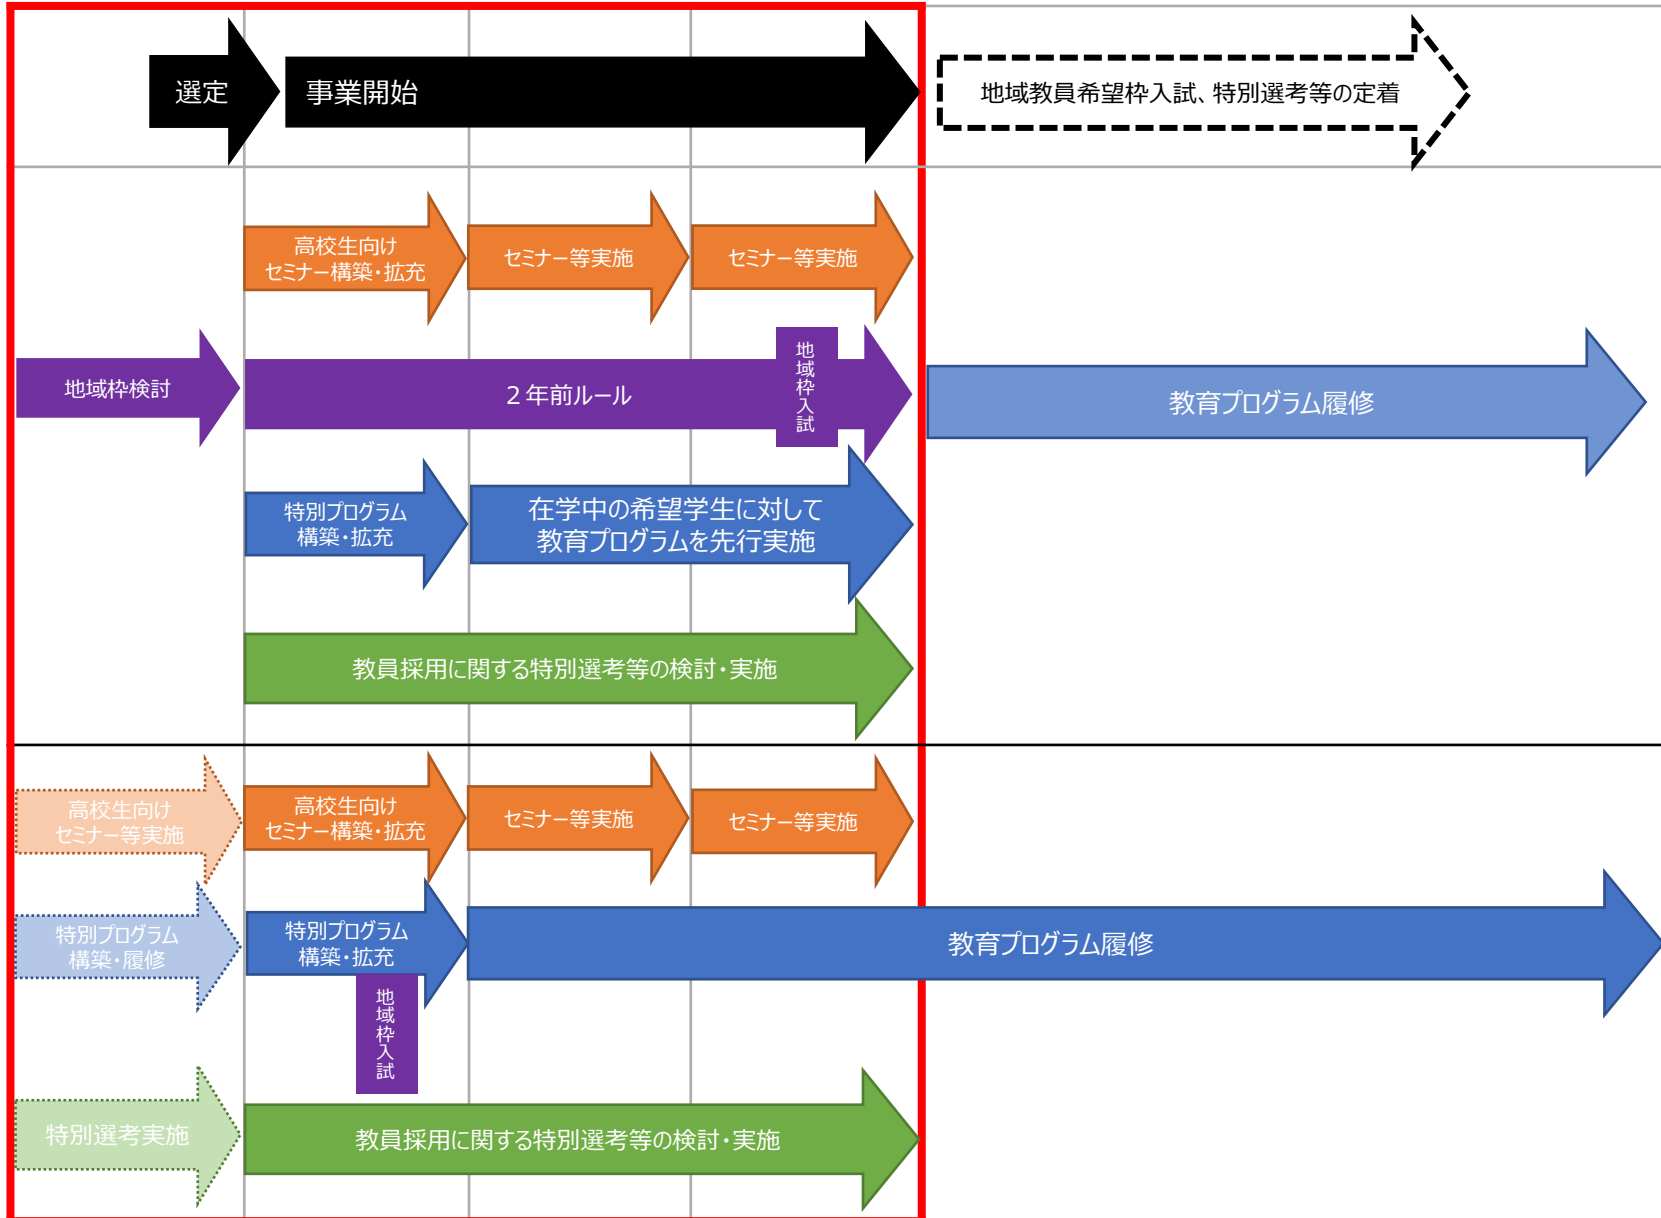 選定
事業開始
地域教員希望枠入試、特別選考等の定着
高校生向け
セミナー構築・拡充
セミナー等実施
セミナー等実施
地域枠検討
２年前ルール
地域枠入試
教育プログラム履修
特別プログラム
構築・拡充
在学中の希望学生に対して
教育プログラムを先行実施
教員採用に関する特別選考等の検討・実施
高校生向け
セミナー等実施
高校生向け
セミナー構築・拡充
セミナー等実施
セミナー等実施
特別プログラム
構築・履修
特別プログラム
構築・拡充
教育プログラム履修
地域枠入試
特別選考実施
教員採用に関する特別選考等の検討・実施